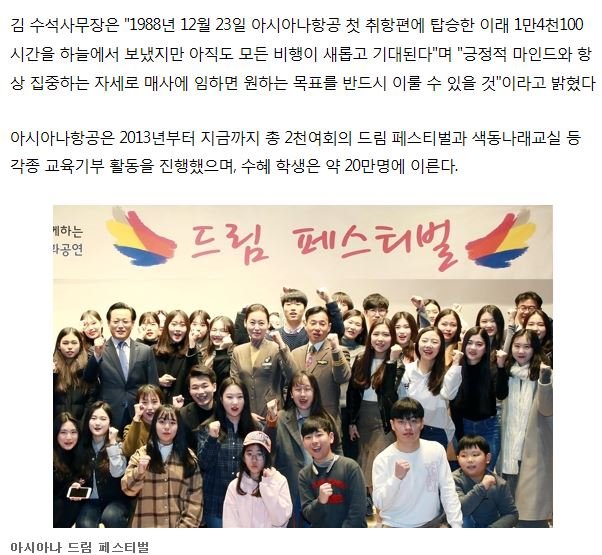 김 수석사무장은 "1988년 12월 23일 아시아나항공 첫 취항편에 탑승한 이래 1만4천100
시간을 하늘에서 보냈지만 아직도 모든 비행이 새롭고 기대된다"며 "긍정적 마인드와 항
상 집중하는 자세로 매사에 임하면 원하는 목표를 반드시 이룰 수 있을 것"이라고 밝혔다
아시아나항공은 2013년부터 지금까지 총 2천여회의 드림 페스티벌과 색동나래교실 등
각종 교육기부 활동을 진행했으며, 수혜 학생은 약 20만명에 이른다.
께하는
공연
드림 페스티벌
아시아나 드림 페스티벌